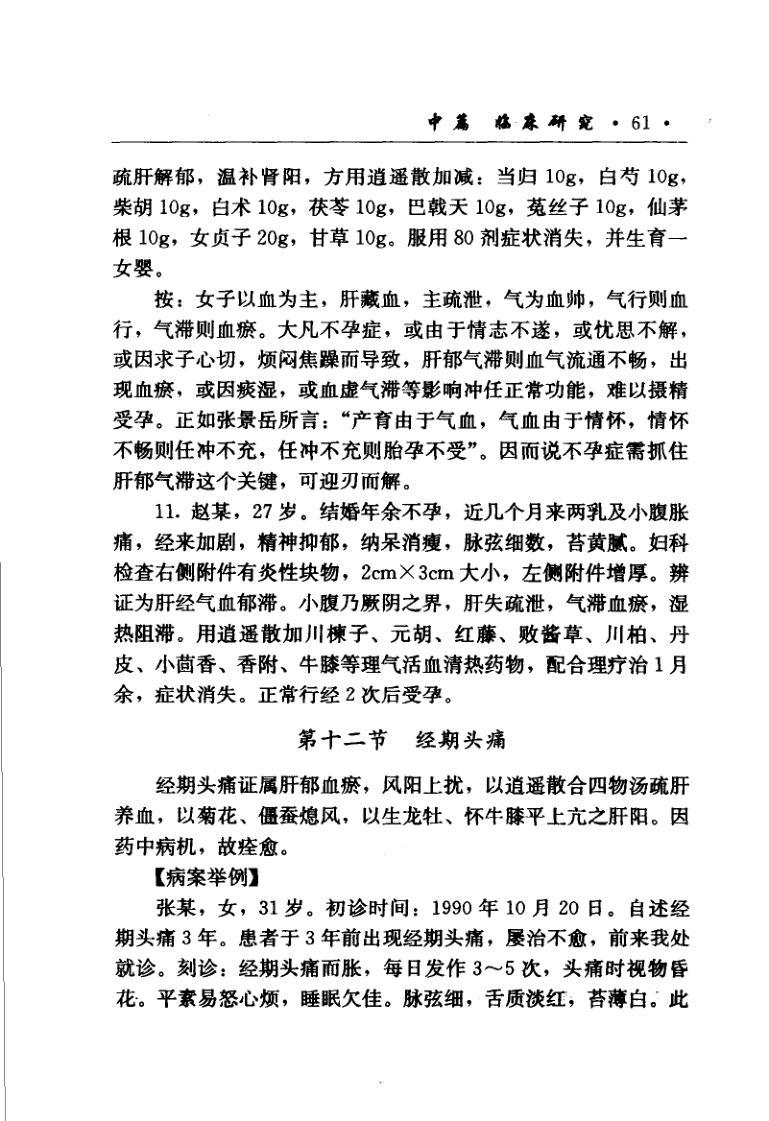 中篇 临床研究 · 61 ·
疏肝解郁，温补肾阳，方用逍遥散加减：当归 10g，白芍 10g，
柴胡 10g，白术 10g，茯苓 10g，巴戟天 10g，菟丝子 10g，仙茅
根 10g，女贞子 20g，甘草 10g。服用 80 剂症状消失，并生育一
女婴。
按：女子以血为主，肝藏血，主疏泄，气为血帅，气行则血
行，气滞则血瘀。大凡不孕症，或由于情志不遂，或忧思不解，
或因求子心切，烦闷焦躁而导致，肝郁气滞则血气流通不畅，出
现血瘀，或因痰湿，或血虚气滞等影响冲任正常功能，难以摄精
受孕。正如张景岳所言：“产育由于气血，气血由于情怀，情怀
不畅则任冲不充，任冲不充则胎孕不受”。因而说不孕症需抓住
肝郁气滞这个关键，可迎刃而解。
11. 赵某，27 岁。结婚年余不孕，近几个月来两乳及小腹胀
痛，经来加剧，精神抑郁，纳呆消瘦，脉弦细数，苔黄腻。妇科
检查右侧附件有炎性块物，2cm×3cm 大小，左侧附件增厚。辨
证为肝经气血郁滞。小腹乃厥阴之界，肝失疏泄，气滞血瘀，湿
热阻滞。用逍遥散加川楝子、元胡、红藤、败酱草、川柏、丹
皮、小茴香、香附、牛膝等理气活血清热药物，配合理疗治 1 月
余，症状消失。正常行经 2 次后受孕。
第十二节 经期头痛
经期头痛证属肝郁血瘀，风阳上扰，以逍遥散合四物汤疏肝
养血，以菊花、僵蚕熄风，以生龙牡、怀牛膝平上亢之肝阳。因
药中病机，故痊愈。
【病案举例】
张某，女，31 岁。初诊时间：1990 年 10 月 20 日。自述经
期头痛 3 年。患者于 3 年前出现经期头痛，屡治不愈，前来我处
就诊。刻诊：经期头痛而胀，每日发作 3～5 次，头痛时视物昏
花。平素易怒心烦，睡眠欠佳。脉弦细，舌质淡红，苔薄白。此